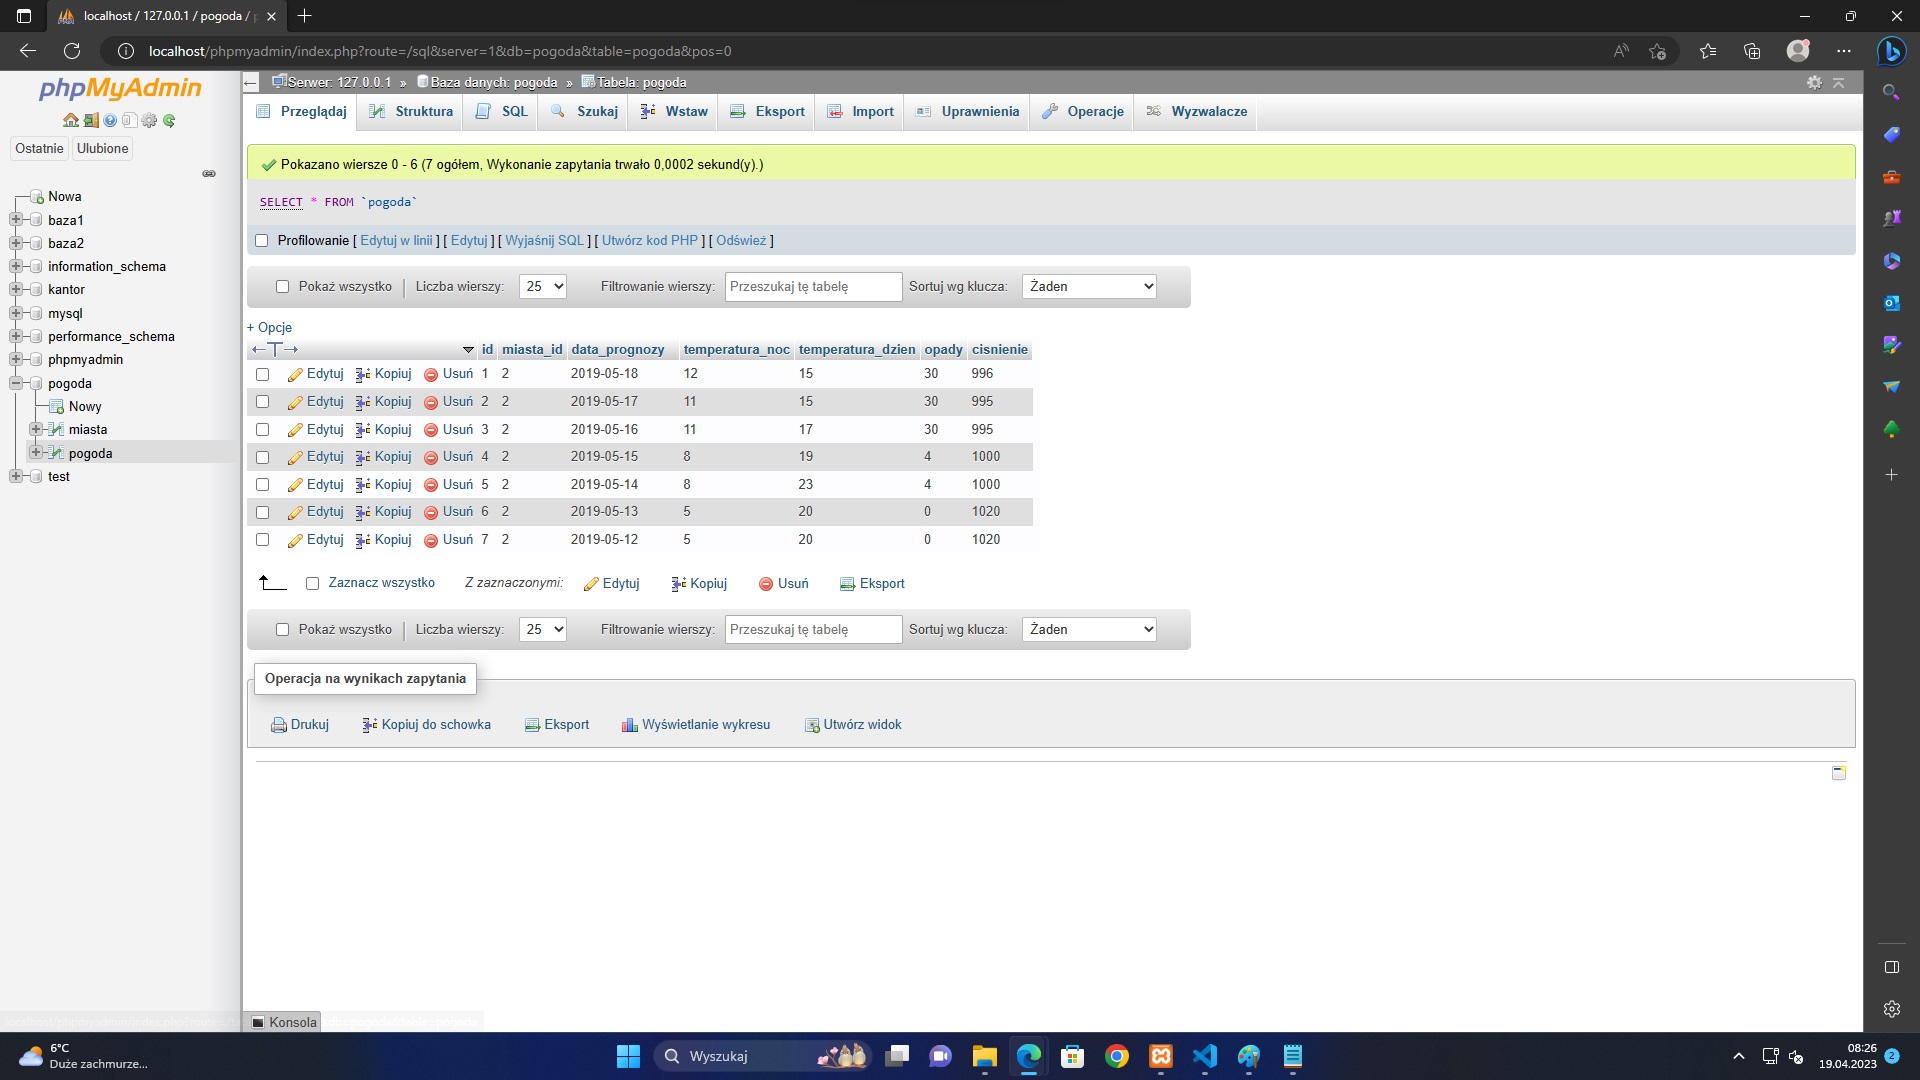 localhost / 127.0.0.1 / pogoda /
localhost/phpmyadmin/index.php?route=/sql&server=1&db=pogoda&table=pogoda&pos=0
phpMyAdmin
Ostatnie Ulubione
Nowa
baza1
baza2
information_schema
kantor
mysql
performance_schema
phpmyadmin
pogoda
Nowy
miasta
pogoda
test
Serwer: 127.0.0.1 » Baza danych: pogoda » Tabela: pogoda
Przeglądaj Struktura SQL Szukaj Wstaw Eksport Import Uprawnienia Operacje Wyzwalacze
Pokazano wiersze 0 - 6 (7 ogółem, Wykonanie zapytania trwało 0,0002 sekund(y).)
SELECT * FROM `pogoda`
Profilowanie [ Edytuj w linii ] [ Edytuj ] [ Wyjaśnij SQL ] [ Utwórz kod PHP ] [ Odśwież ]
Pokaż wszystko | Liczba wierszy: 25 Filtrowanie wierszy: Przeszukaj tę tabelę Sortuj wg klucza: Żaden
+ Opcje
←T→ id miasta_id data_prognozy temperatura_noc temperatura_dzien opady cisnienie
Edytuj Kopiuj Usuń 1 2 2019-05-18 12 15 30 996
Edytuj Kopiuj Usuń 2 2 2019-05-17 11 15 30 995
Edytuj Kopiuj Usuń 3 2 2019-05-16 11 17 30 995
Edytuj Kopiuj Usuń 4 2 2019-05-15 8 19 4 1000
Edytuj Kopiuj Usuń 5 2 2019-05-14 8 23 4 1000
Edytuj Kopiuj Usuń 6 2 2019-05-13 5 20 0 1020
Edytuj Kopiuj Usuń 7 2 2019-05-12 5 20 0 1020
Zaznacz wszystko Z zaznaczonymi: Edytuj Kopiuj Usuń Eksport
Pokaż wszystko | Liczba wierszy: 25 Filtrowanie wierszy: Przeszukaj tę tabelę Sortuj wg klucza: Żaden
Operacja na wynikach zapytania
Drukuj Kopiuj do schowka Eksport Wyświetlanie wykresu Utwórz widok
Konsola
6°C
Duże zachmurze...
Wyszukaj
08:26
19.04.2023
2